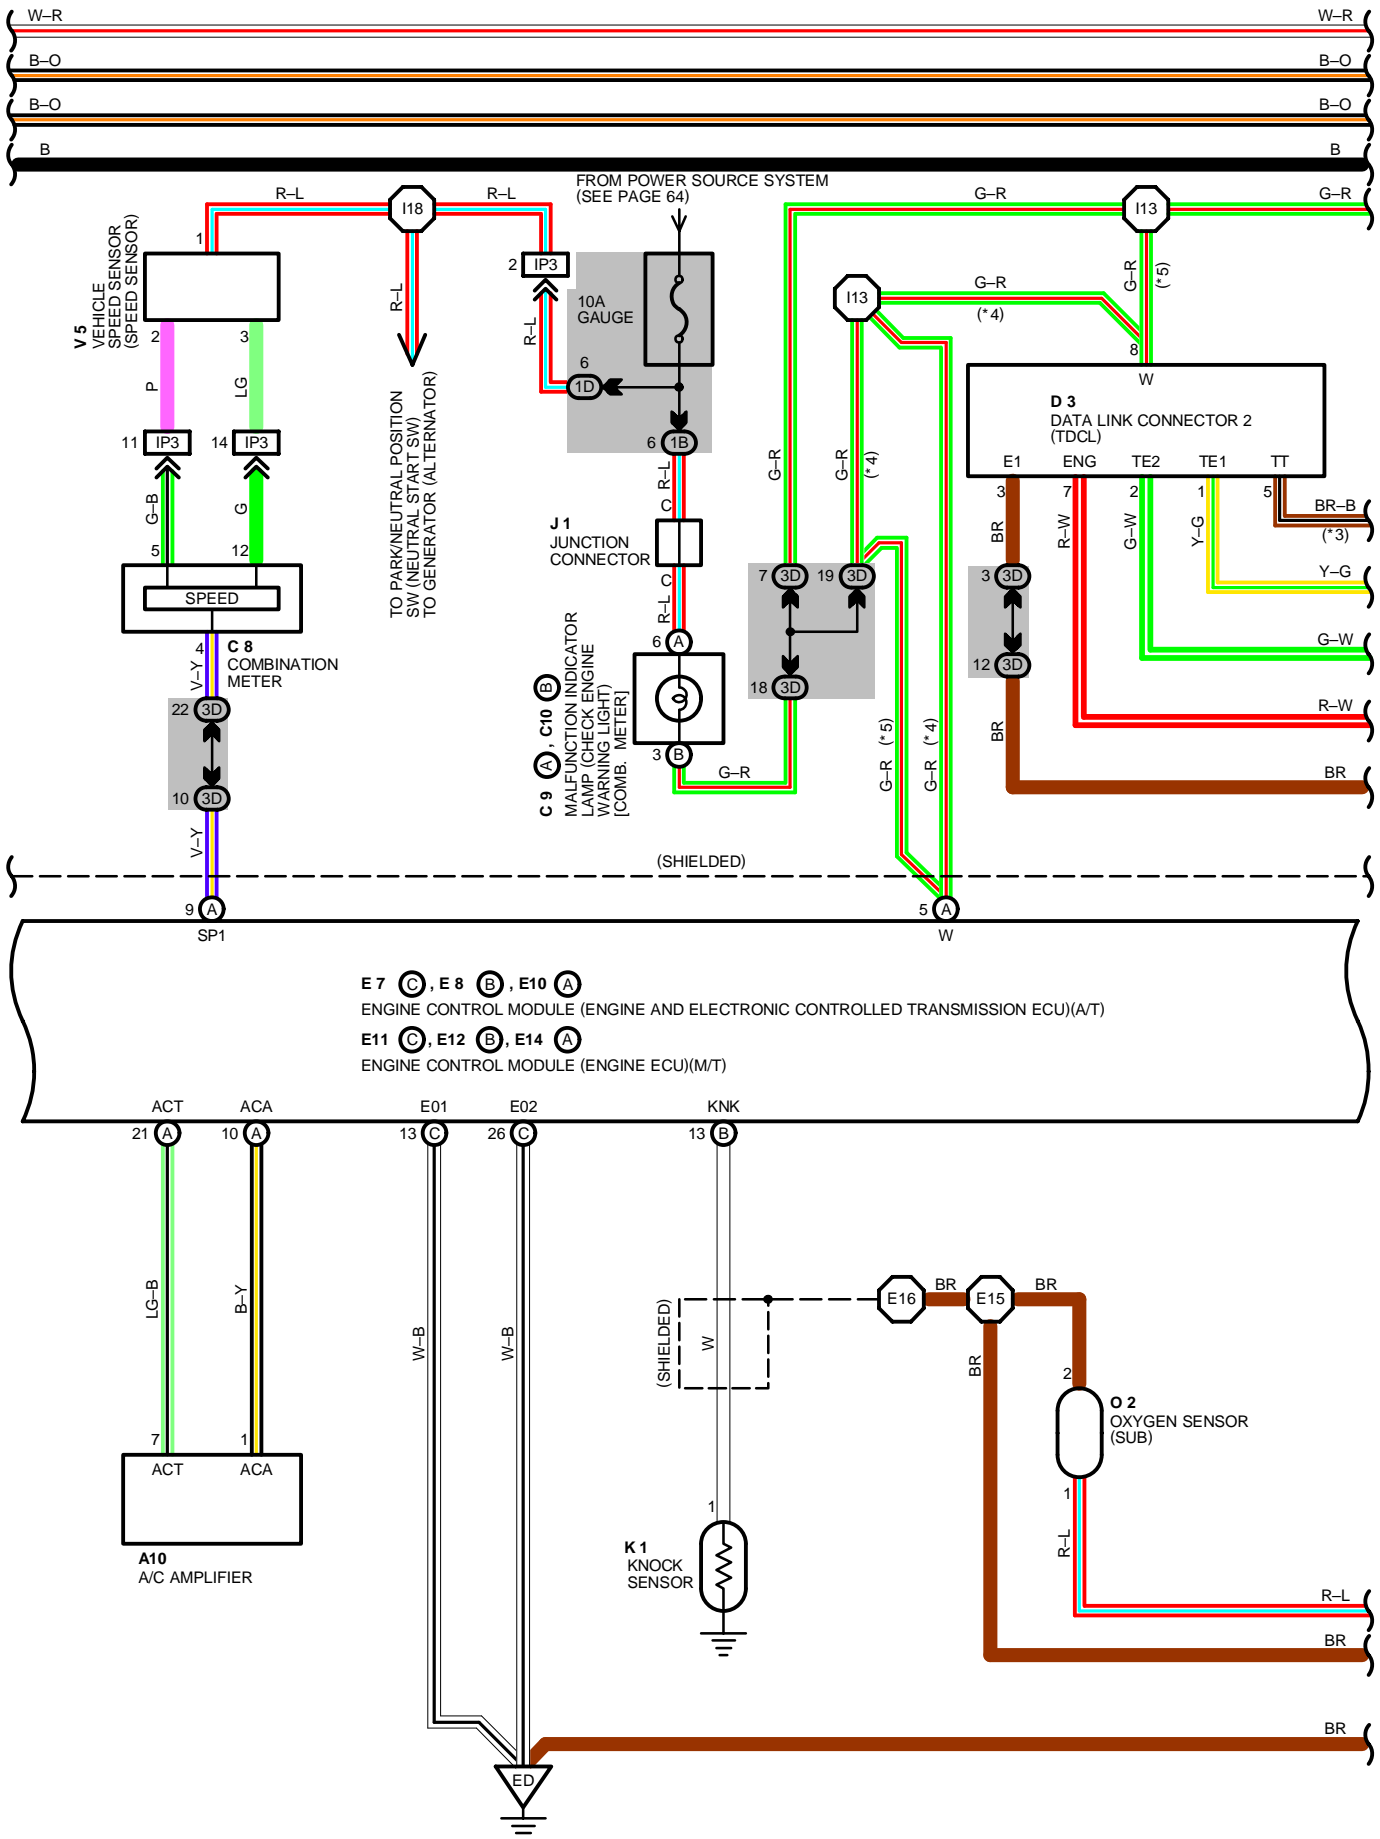 W–R W–R
B–O B–O
B–O B–O
B B
FROM POWER SOURCE SYSTEM
(SEE PAGE 64)
R–L I18 R–L G–R I13 G–R
1
V 5
VEHICLE
SPEED SENSOR
(SPEED SENSOR)
2 IP3
R–L
R–L
10A
GAUGE
I13
G–R
(*4)
G–R
(*5)
2 3
8
W
P
LG
6
1D
D 3
DATA LINK CONNECTOR 2
(TDCL)
E1 ENG TE2 TE1 TT
11 IP3 14 IP3
6 1B
TO PARK/NEUTRAL POSITION
SW (NEUTRAL START SW)
TO GENERATOR (ALTERNATOR)
R–L
C
G–R
G–R
(*4)
3 7 2 1 5
G–B
G
BR
R–W
G–W
Y–G
BR–B
(*3)
J 1
JUNCTION
CONNECTOR
5 12
SPEED
C
R–L
7 3D 19 3D
3 3D
Y–G
4
C 8
COMBINATION
METER
V–Y
6 A
G–W
12 3D
18 3D
C 9 A , C10 B
MALFUNCTION INDICATOR
LAMP (CHECK ENGINE
WARNING LIGHT)
[COMB. METER]
22 3D
R–W
BR
3 B
G–R
G–R (*5)
G–R (*4)
BR
10 3D
V–Y
(SHIELDED)
9 A
5 A
SP1 W
E 7 C , E 8 B , E10 A
ENGINE CONTROL MODULE (ENGINE AND ELECTRONIC CONTROLLED TRANSMISSION ECU)(A/T)
E11 C , E12 B , E14 A
ENGINE CONTROL MODULE (ENGINE ECU)(M/T)
ACT ACA E01 E02 KNK
21 A 10 A 13 C 26 C 13 B
LG–B
B–Y
W–B
W–B
(SHIELDED)
W
E16 BR E15 BR
BR
2
O 2
OXYGEN SENSOR
(SUB)
7 1
ACT ACA
A10
A/C AMPLIFIER
1
K 1
KNOCK
SENSOR
1
R–L
R–L
BR
BR
ED